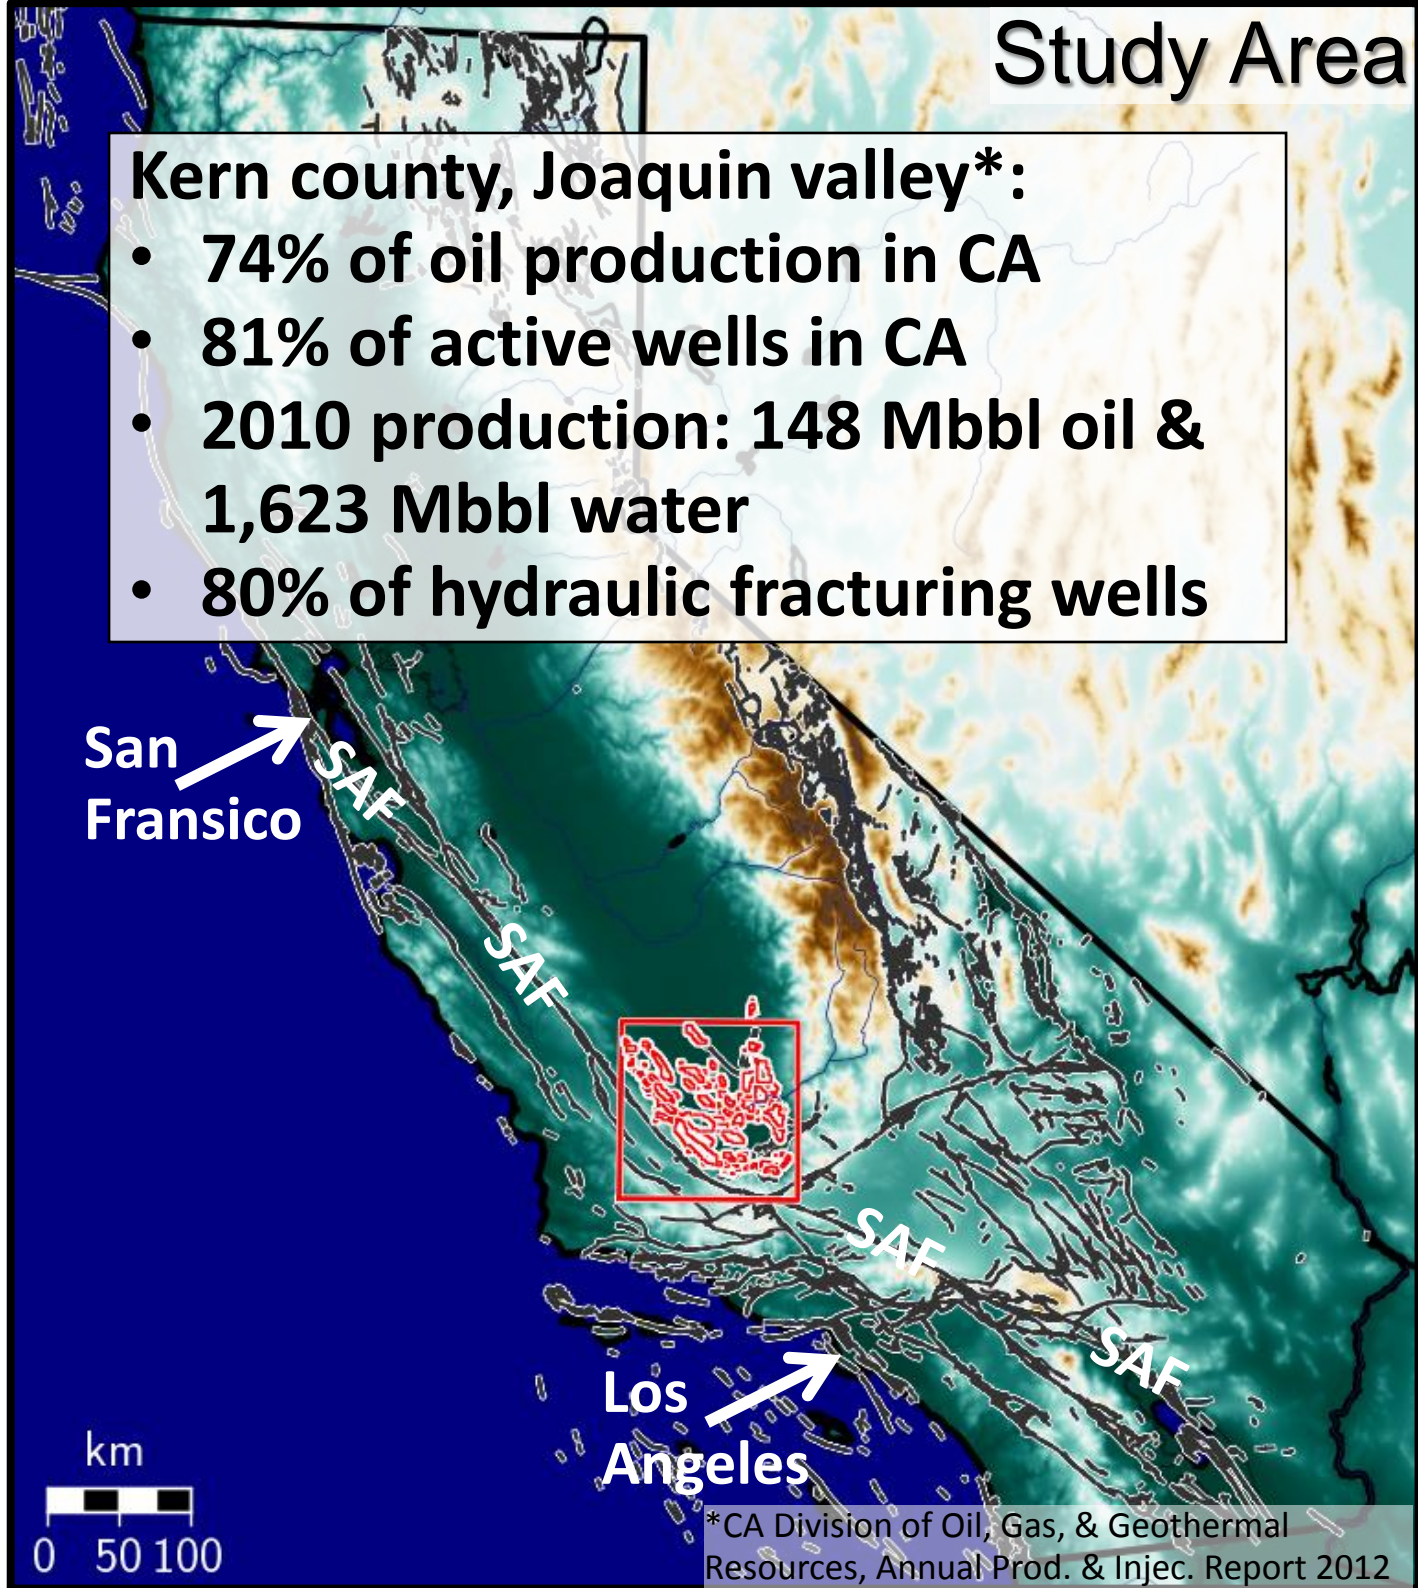 Study Area
Kern county, Joaquin valley*:
• 74% of oil production in CA
• 81% of active wells in CA
• 2010 production: 148 Mbbl oil &
1,623 Mbbl water
• 80% of hydraulic fracturing wells
San
Fransico
SAF
SAF
SAF
SAF
Los
Angeles
km
0 50 100
*CA Division of Oil, Gas, & Geothermal
Resources, Annual Prod. & Injec. Report 2012